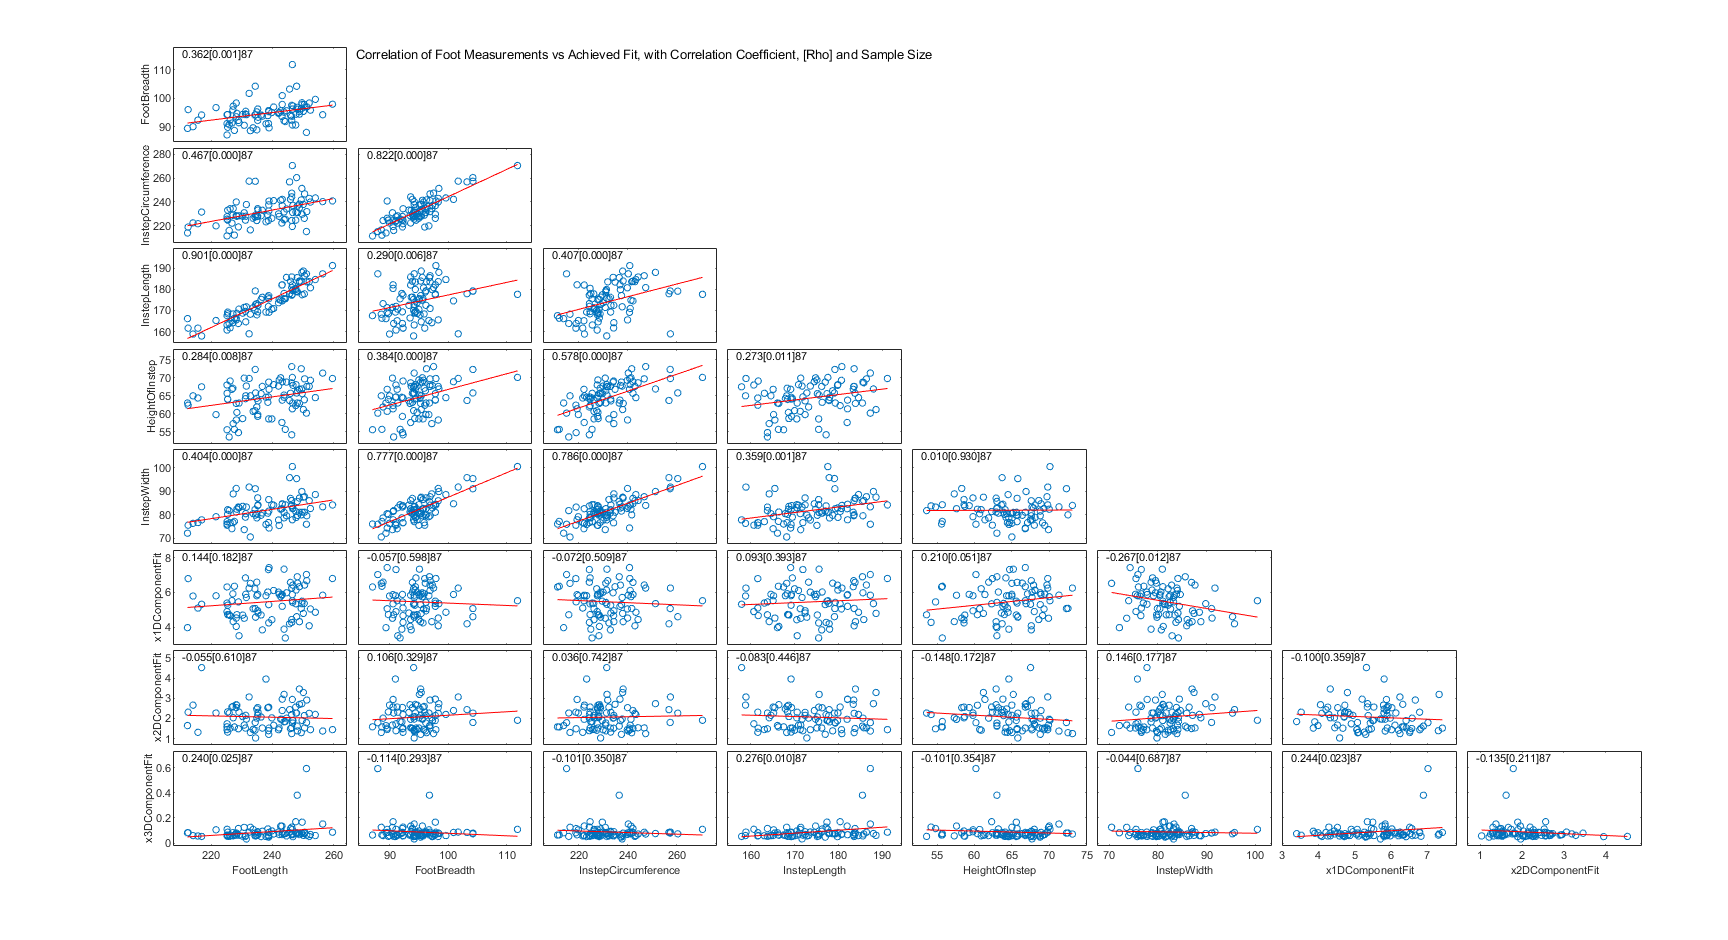 0.362[0.001]87
Correlation of Foot Measurements vs Achieved Fit, with Correlation Coefficient, [Rho] and Sample Size
FootBreadth
110
100
90
0.467[0.000]87
0.822[0.000]87
InstepCircumference
280
260
240
220
0.901[0.000]87
0.290[0.006]87
0.407[0.000]87
InstepLength
190
180
170
160
0.284[0.008]87
0.384[0.000]87
0.578[0.000]87
0.273[0.011]87
HeightOfInstep
75
70
65
60
55
0.404[0.000]87
0.777[0.000]87
0.786[0.000]87
0.359[0.001]87
0.010[0.930]87
InstepWidth
100
90
80
70
0.144[0.182]87
-0.057[0.598]87
-0.072[0.509]87
0.093[0.393]87
0.210[0.051]87
-0.267[0.012]87
x1DComponentFit
8
6
4
-0.055[0.610]87
0.106[0.329]87
0.036[0.742]87
-0.083[0.446]87
-0.148[0.172]87
0.146[0.177]87
-0.100[0.359]87
x2DComponentFit
5
4
3
2
1
0.240[0.025]87
-0.114[0.293]87
-0.101[0.350]87
0.276[0.010]87
-0.101[0.354]87
-0.044[0.687]87
0.244[0.023]87
-0.135[0.211]87
x3DComponentFit
0.6
0.4
0.2
0
220 240 260
90 100 110
220 240 260
160 170 180 190
55 60 65 70 75
70 80 90 100
3 4 5 6 7
1 2 3 4
FootLength
FootBreadth
InstepCircumference
InstepLength
HeightOfInstep
InstepWidth
x1DComponentFit
x2DComponentFit